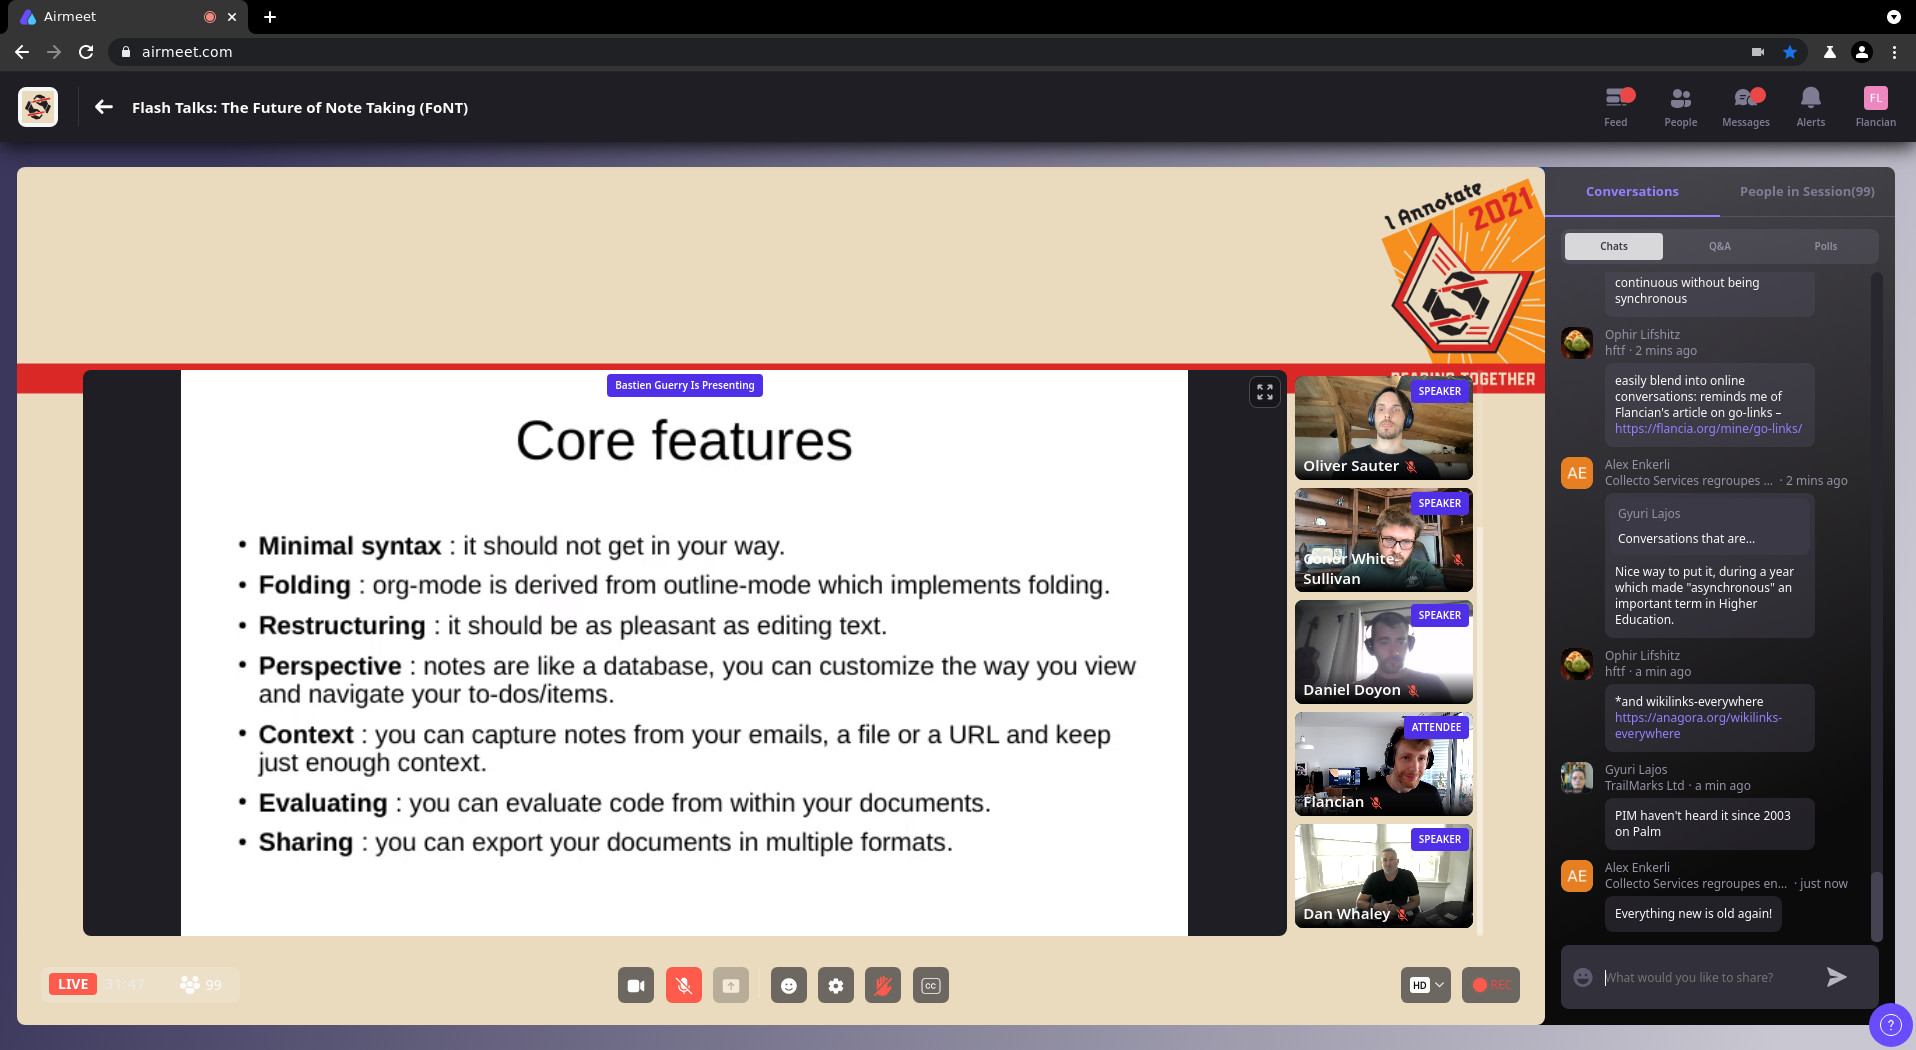 Airmeet
airmeet.com
Flash Talks: The Future of Note Taking (FoNT)
Feed
People
Messages
Alerts
FL
Flancian
I Annotate
2021
READING TOGETHER
Bastien Guerry Is Presenting
Core features
• Minimal syntax : it should not get in your way.
• Folding : org-mode is derived from outline-mode which implements folding.
• Restructuring : it should be as pleasant as editing text.
• Perspective : notes are like a database, you can customize the way you view
and navigate your to-dos/items.
• Context : you can capture notes from your emails, a file or a URL and keep
just enough context.
• Evaluating : you can evaluate code from within your documents.
• Sharing : you can export your documents in multiple formats.
SPEAKER
Oliver Sauter
SPEAKER
Conor White-
Sullivan
SPEAKER
Daniel Doyon
ATTENDEE
Flancian
SPEAKER
Dan Whaley
LIVE
31:47
99
CC
HD
REC
Conversations
People in Session(99)
Chats
Q&A
Polls
continuous without being
synchronous
Ophir Lifshitz
hftf · 2 mins ago
easily blend into online
conversations: reminds me of
Flancian's article on go-links –
https://flancia.org/mine/go-links/
AE
Alex Enkerli
Collecto Services regroupes ... · 2 mins ago
Gyuri Lajos
Conversations that are...
Nice way to put it, during a year
which made "asynchronous" an
important term in Higher
Education.
Ophir Lifshitz
hftf · a min ago
*and wikilinks-everywhere
https://anagora.org/wikilinks-
everywhere
Gyuri Lajos
TrailMarks Ltd · a min ago
PIM haven't heard it since 2003
on Palm
AE
Alex Enkerli
Collecto Services regroupes en... · just now
Everything new is old again!
What would you like to share?
?